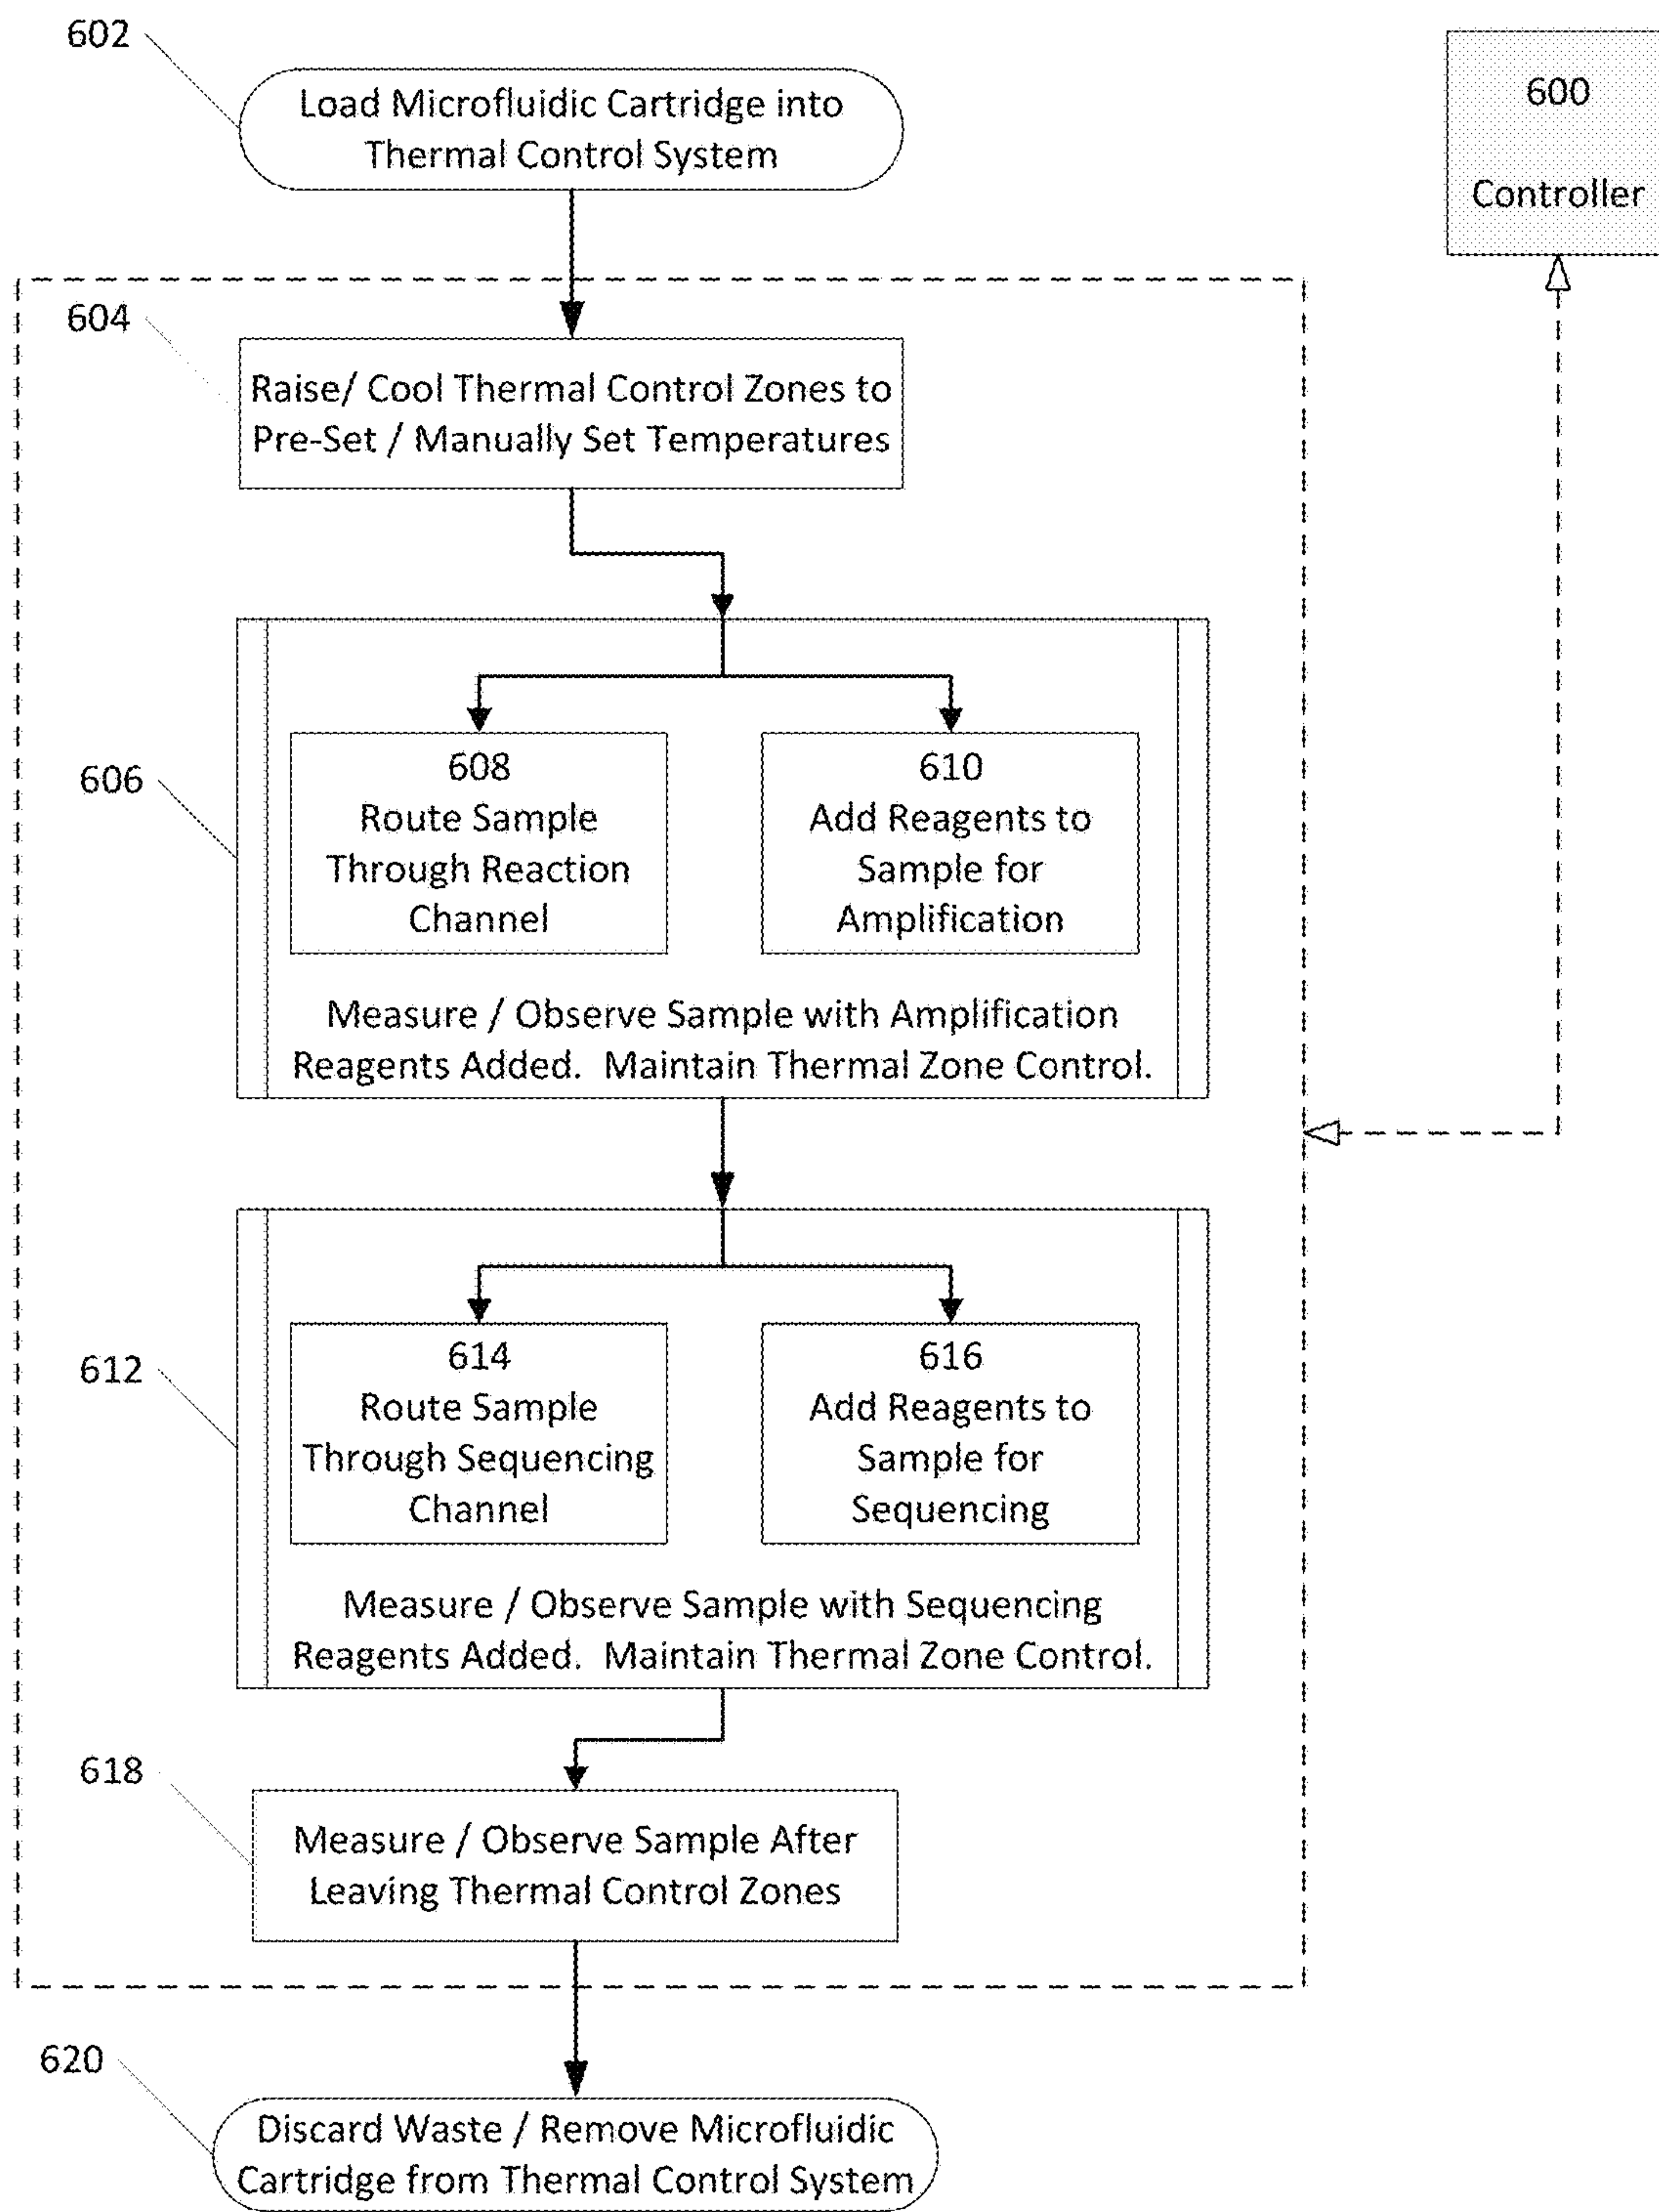 602
Load Microfluidic Cartridge into
Thermal Control System
600
Controller
604
Raise/ Cool Thermal Control Zones to
Pre-Set / Manually Set Temperatures
606
608
Route Sample
Through Reaction
Channel
610
Add Reagents to
Sample for
Amplification
Measure / Observe Sample with Amplification
Reagents Added.  Maintain Thermal Zone Control.
612
614
Route Sample
Through Sequencing
Channel
616
Add Reagents to
Sample for
Sequencing
Measure / Observe Sample with Sequencing
Reagents Added.  Maintain Thermal Zone Control.
618
Measure / Observe Sample After
Leaving Thermal Control Zones
620
Discard Waste / Remove Microfluidic
Cartridge from Thermal Control System